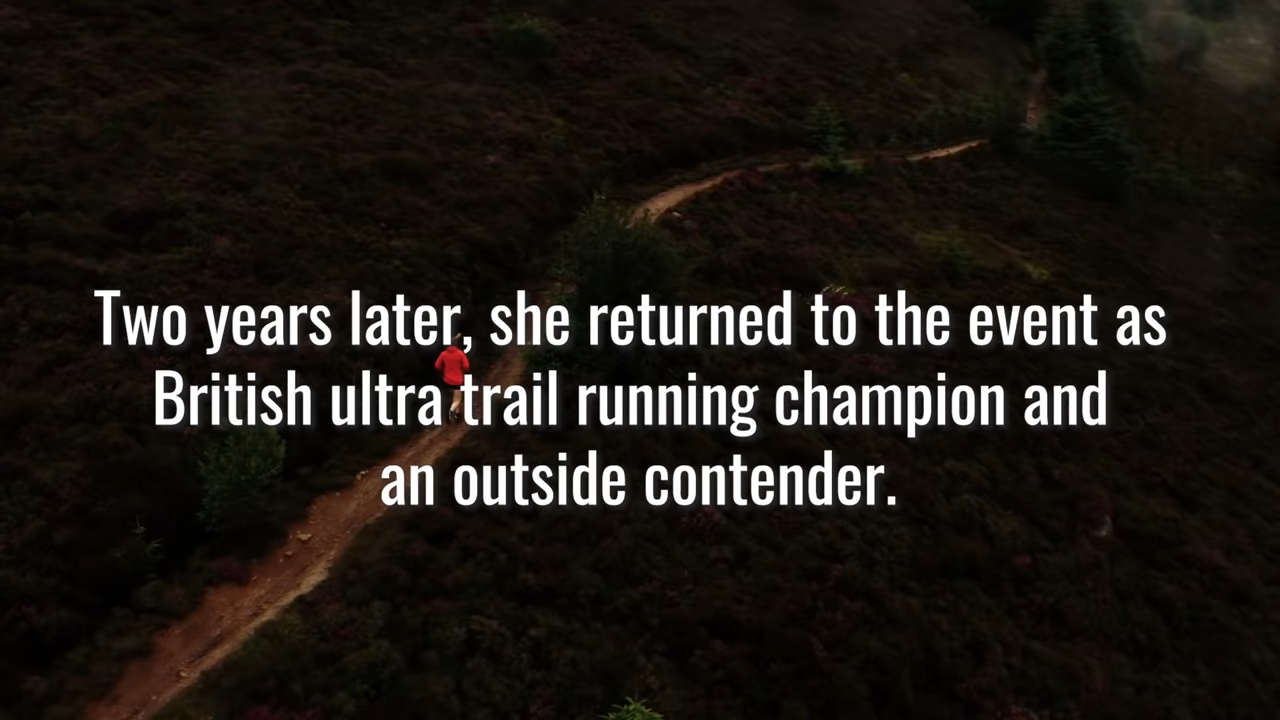 Two years later, she returned to the event as
British ultra trail running champion and
an outside contender.